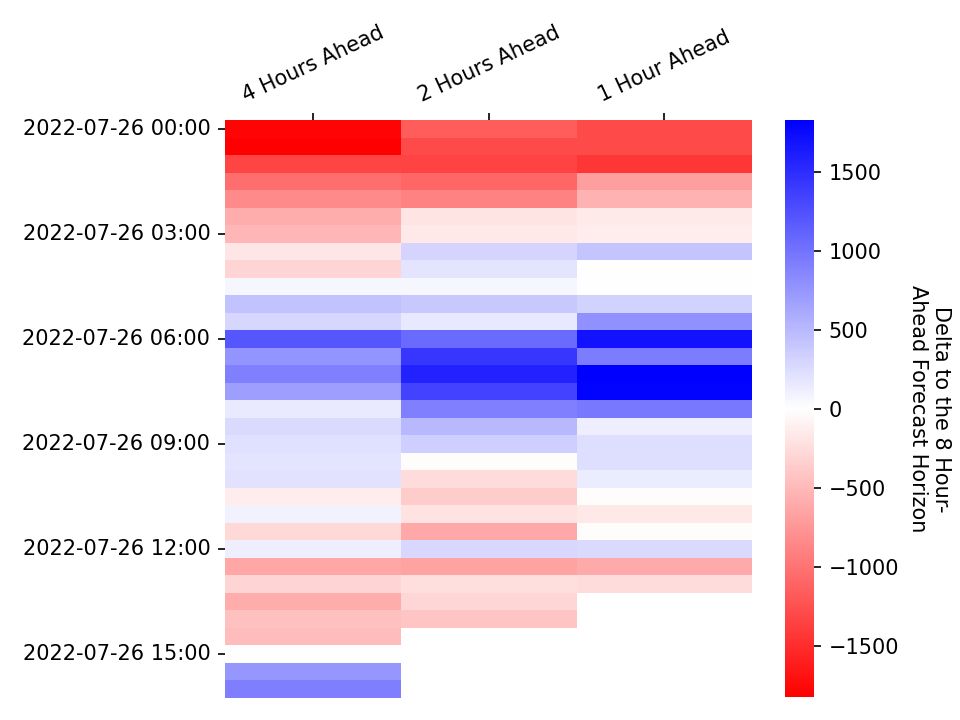 4 Hours Ahead
2 Hours Ahead
1 Hour Ahead
2022-07-26 00:00
2022-07-26 03:00
2022-07-26 06:00
2022-07-26 09:00
2022-07-26 12:00
2022-07-26 15:00
1500
1000
500
0
−500
−1000
−1500
Delta to the 8 Hour-
Ahead Forecast Horizon